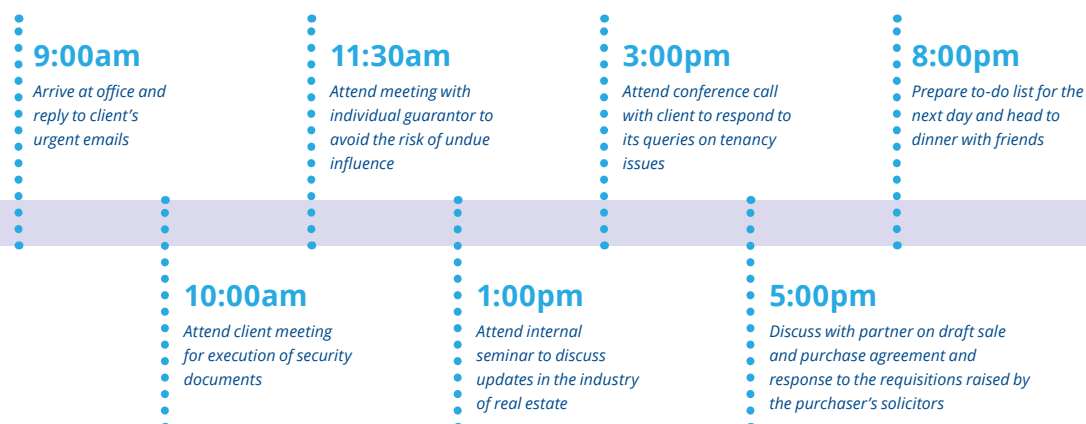 9:00am
Arrive at office and
reply to client's
urgent emails
10:00am
Attend client meeting
for execution of security
documents
11:30am
Attend meeting with
individual guarantor to
avoid the risk of undue
influence
1:00pm
Attend internal
seminar to discuss
updates in the industry
of real estate
3:00pm
Attend conference call
with client to respond to
its queries on tenancy
issues
5:00pm
Discuss with partner on draft sale
and purchase agreement and
response to the requisitions raised by
the purchaser's solicitors
8:00pm
Prepare to-do list for the
next day and head to
dinner with friends